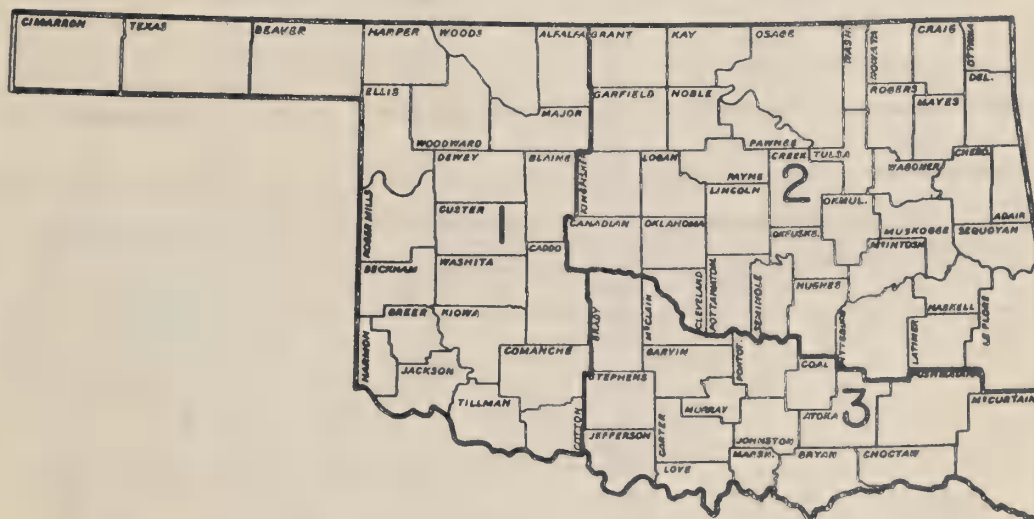 CIMARRON
TEXAS
BEAVER
HARPER
WOODS
ALFALFA
GRANT
KAY
OSAGE
WASH.
NOWATA
CRAIG
OTTAWA
ELLIS
GARFIELD
NOBLE
ROGERS
MAYES
DEL.
MAJOR
WOODWARD
PAWNEE
DEWEY
BLAINE
KINGFISHER
LOGAN
PAYNE
CREEK
TULSA
WAGONER
CHERO.
LINCOLN
2
ROGER MILLS
CUSTER
1
CANADIAN
OKLAHOMA
OKMUL.
MUSKOGEE
ADAIR
SEQUOYAH
OKFUSKE.
MCINTOSH
CADDO
BECKHAM
WASHITA
CLEVELAND
POTTAWATOM.
SEMINOLE
HUGHES
HASKELL
LE FLORE
GREER
KIOWA
GRADY
McCLAIN
PITTSBURG
LATIMER
HARMON
JACKSON
COMANCHE
GARVIN
PONTOT.
COAL
STEPHENS
McCURTAIN
TILLMAN
COTTON
MURRAY
ATOKA
3
JEFFERSON
CARTER
JOHNSTON
LOVE
MARSH.
BRYAN
CHOCTAW